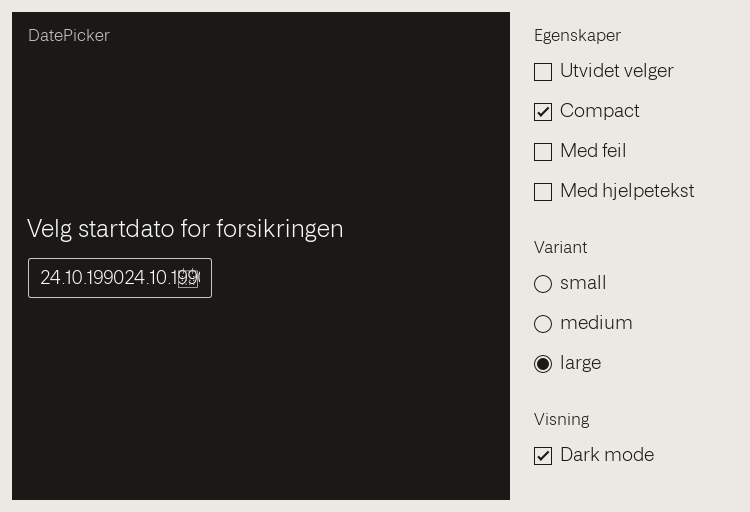 DatePicker
Velg startdato for forsikringen
24.10.199024.10.199
Egenskaper
Utvidet velger
Compact
Med feil
Med hjelpetekst
Variant
small
medium
large
Visning
Dark mode